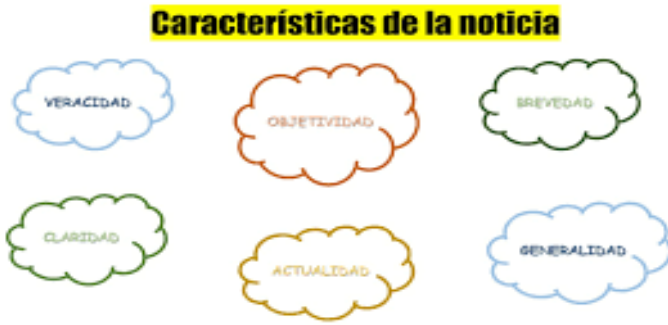 Características de la noticia
VERACIDAD
OBJETIVIDAD
BREVEDAD
CLARIDAD
ACTUALIDAD
GENERALIDAD